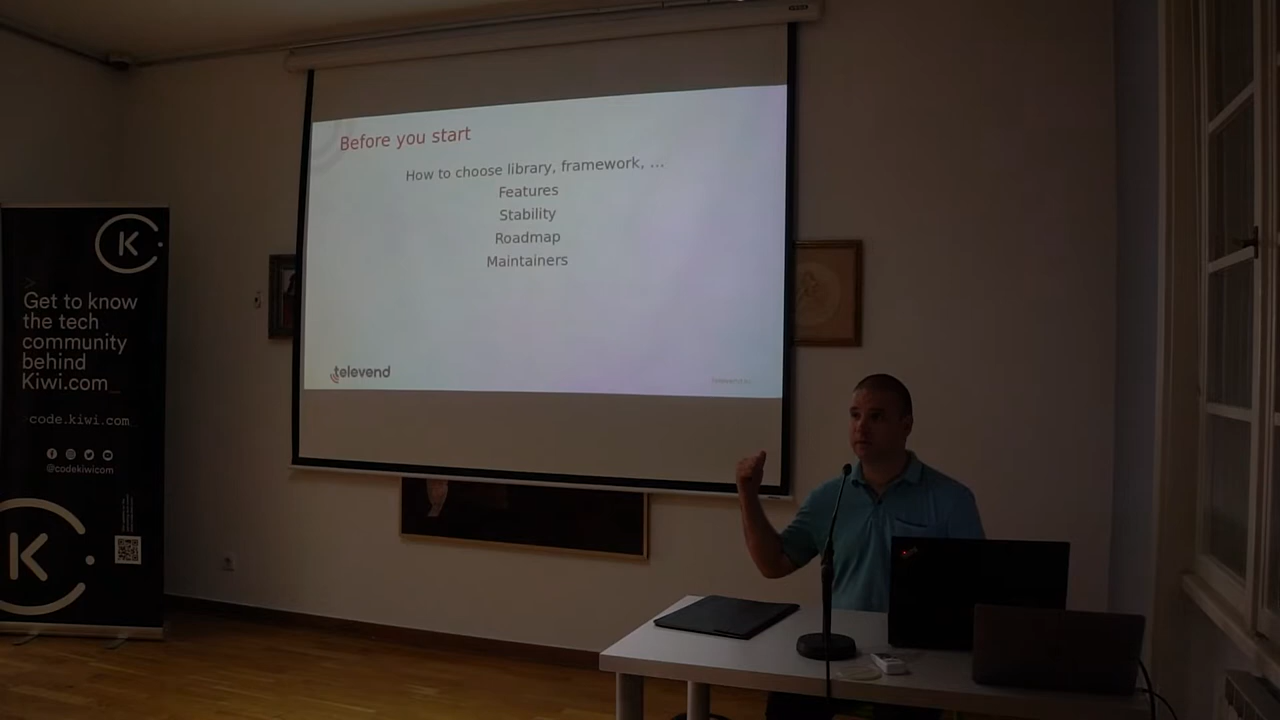 Before you start
How to choose library, framework, ...
Features
Stability
Roadmap
Maintainers
televend
K
>
Get to know
the tech
community
behind
Kiwi.com_
code.kiwi.com
@codekiwicom
K